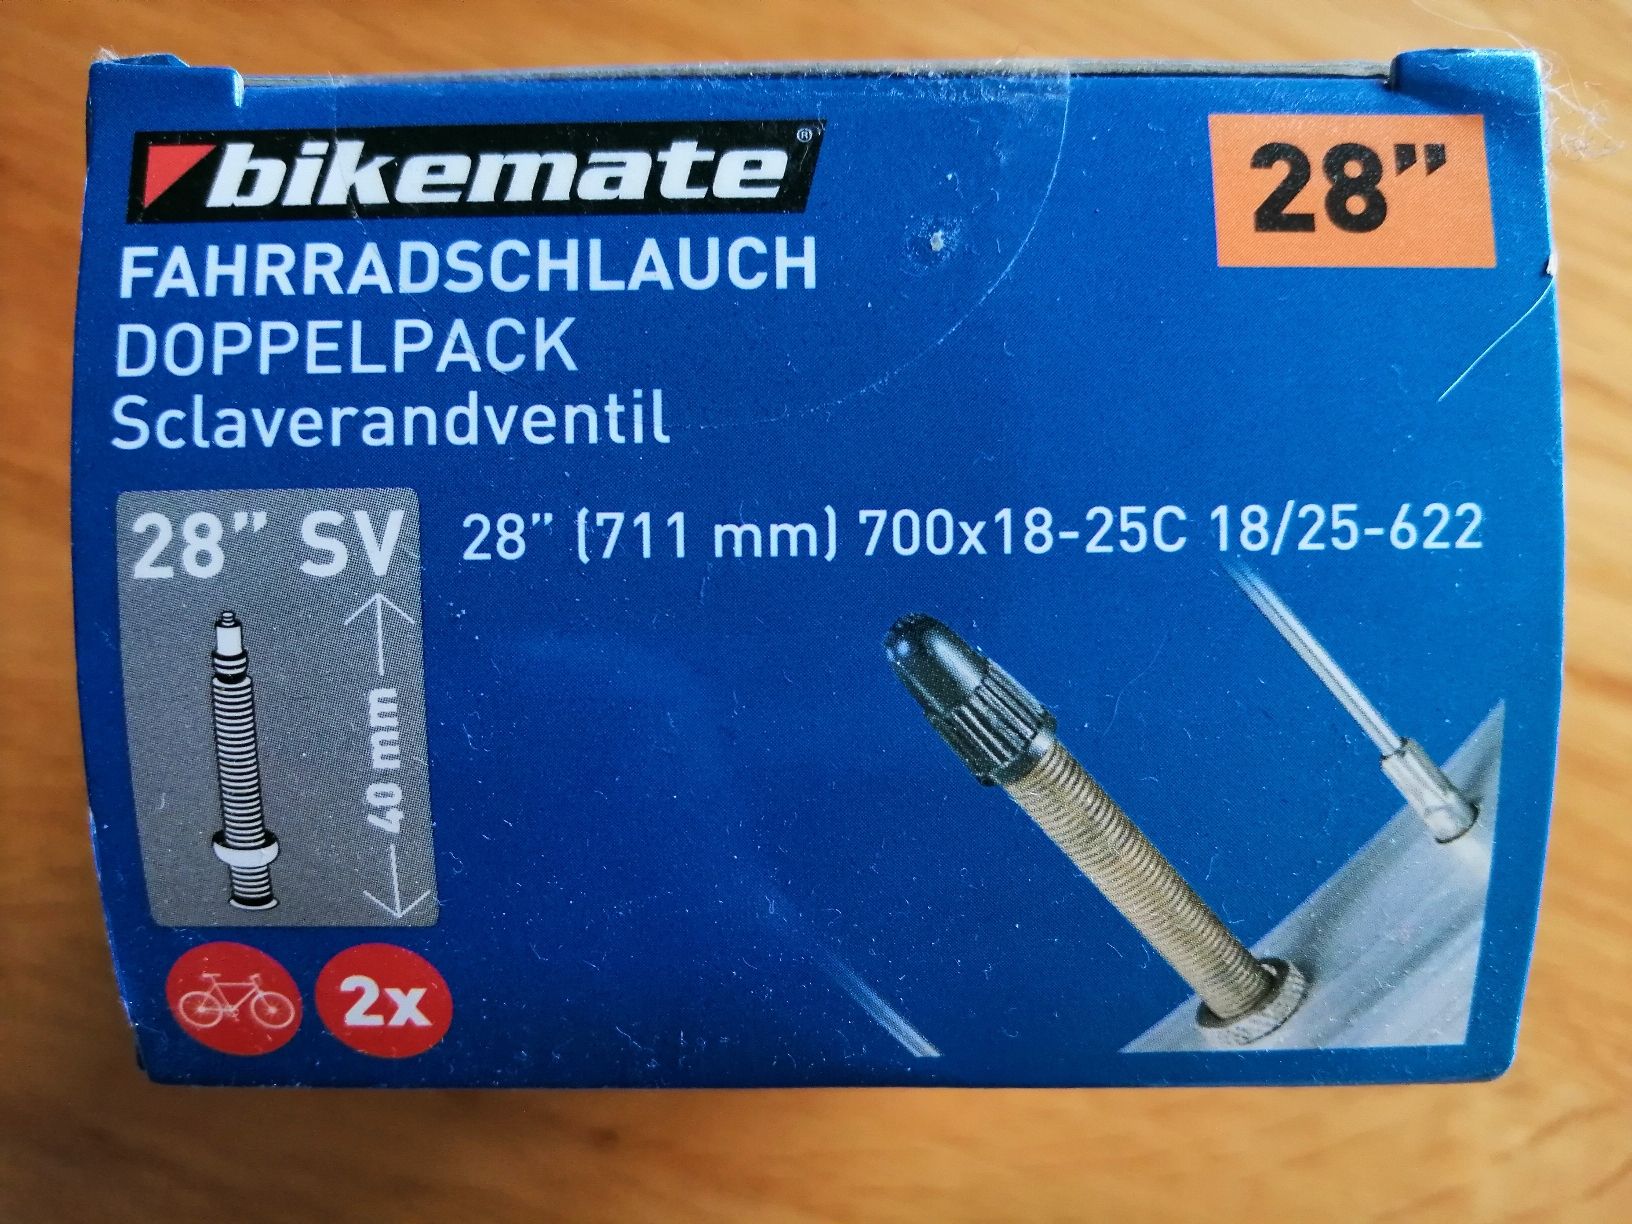 bikemate®
28”
FAHRRADSCHLAUCH
DOPPELPACK
Sclaverandventil
28” SV
28” (711 mm) 700x18-25C 18/25-622
40 mm
2x